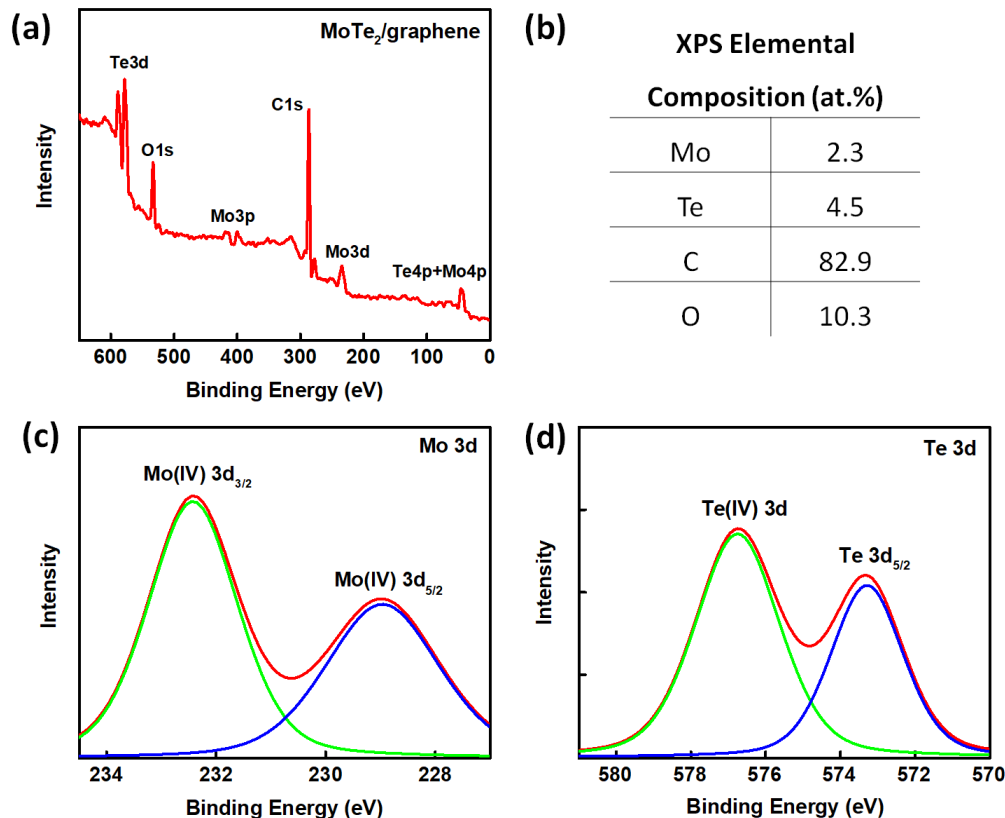 (a)
MoTe₂/graphene
Te3d
O1s
C1s
Mo3p
Mo3d
Te4p+Mo4p
Intensity
600 500 400 300 200 100 0
Binding Energy (eV)
(b)
XPS Elemental
Composition (at.%)
Mo 2.3
Te 4.5
C 82.9
O 10.3
(c)
Mo 3d
Mo(IV) 3d₃/₂
Mo(IV) 3d₅/₂
Intensity
234 232 230 228
Binding Energy (eV)
(d)
Te 3d
Te(IV) 3d
Te 3d₅/₂
Intensity
580 578 576 574 572 570
Binding Energy (eV)